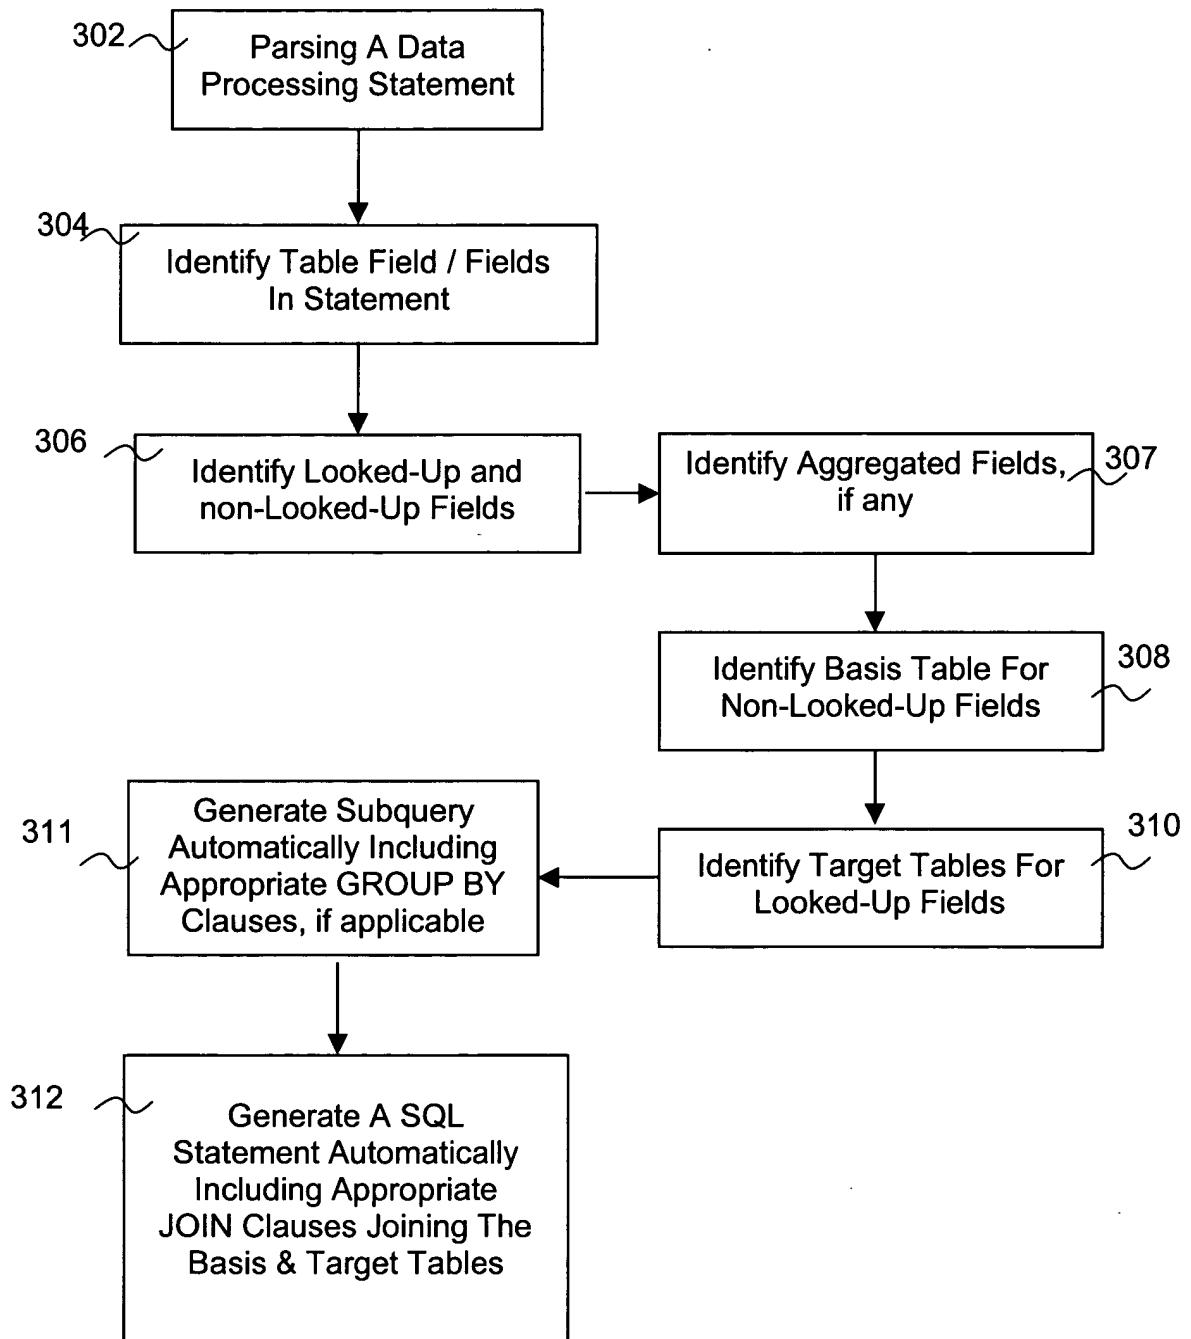 302
Parsing A Data
Processing Statement
304
Identify Table Field / Fields
In Statement
306
Identify Looked-Up and
non-Looked-Up Fields
Identify Aggregated Fields,
if any
307
Identify Basis Table For
Non-Looked-Up Fields
308
Identify Target Tables For
Looked-Up Fields
310
311
Generate Subquery
Automatically Including
Appropriate GROUP BY
Clauses, if applicable
312
Generate A SQL
Statement Automatically
Including Appropriate
JOIN Clauses Joining The
Basis & Target Tables